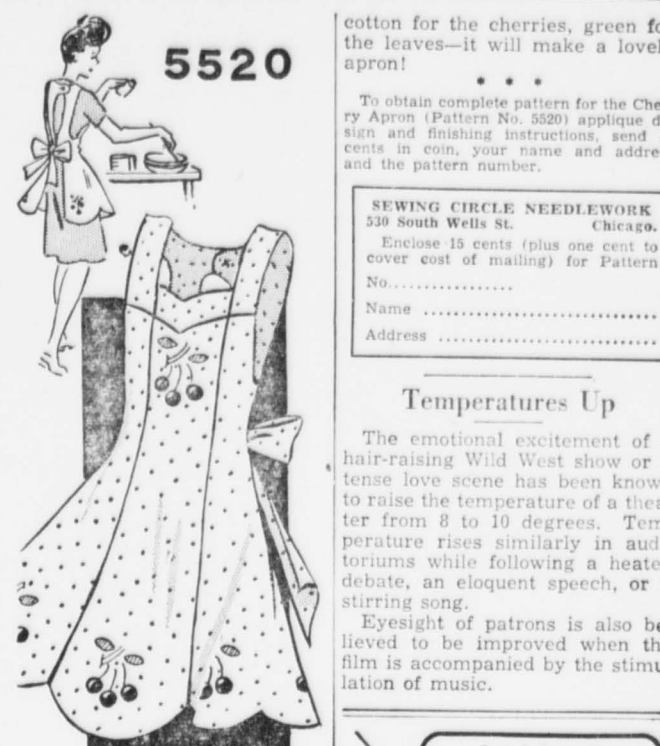 5520
cotton for the cherries, green fo
the leaves—it will make a lovel
apron!
* * *
To obtain complete pattern for the Che
ry Apron (Pattern No. 5520) applique d
sign and finishing instructions, send
cents in coin, your name and addre
and the pattern number.
SEWING CIRCLE NEEDLEWORK
530 South Wells St. Chicago.
Enclose 15 cents (plus one cent to
cover cost of mailing) for Pattern
No.................
Name ...............................
Address .............................
Temperatures Up
The emotional excitement of
hair-raising Wild West show or
tense love scene has been know
to raise the temperature of a thea
ter from 8 to 10 degrees. Tem
perature rises similarly in aud
toriums while following a heate
debate, an eloquent speech, or
stirring song.
Eyesight of patrons is also be
lieved to be improved when th
film is accompanied by the stimu
lation of music.